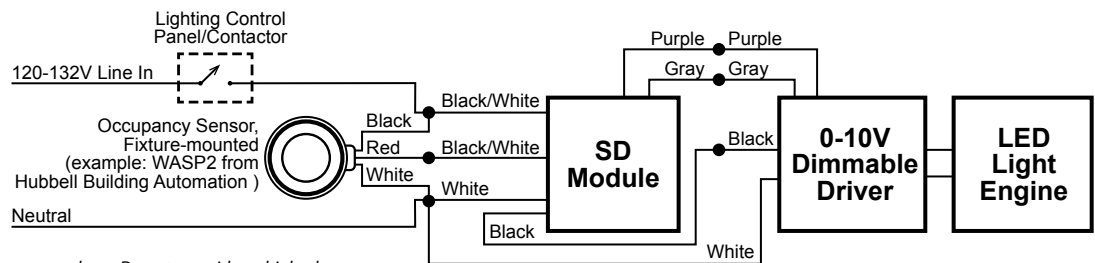 Lighting Control
Panel/Contactor
120-132V Line In
Purple
Purple
Gray
Gray
Black/White
Black
Occupancy Sensor,
Fixture-mounted
(example: WASP2 from
Hubbell Building Automation )
Red
Black/White
White
White
Neutral
Black
SD
Module
Black
White
0-10V
Dimmable
Driver
LED
Light
Engine